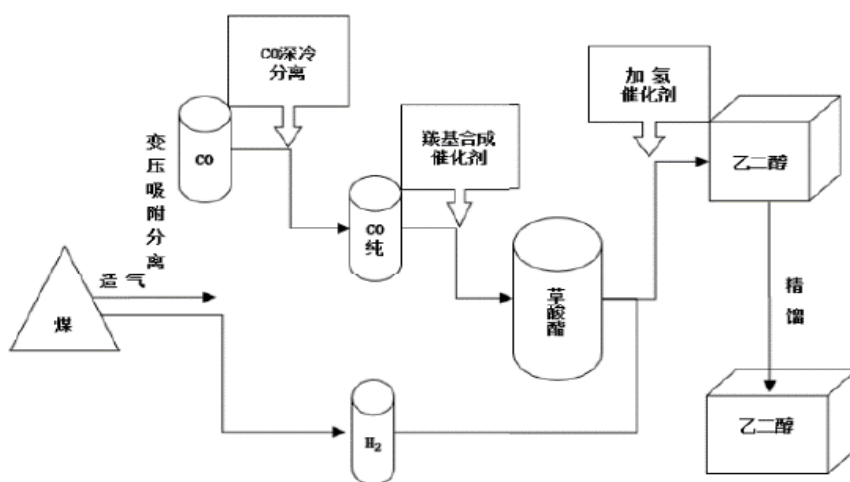 CO深冷
分离
加 氢
催化剂
变压吸附分离
CO
羰基合成
催化剂
乙二醇
CO
纯
造 气
煤
草酸酯
精
馏
H₂
乙二醇